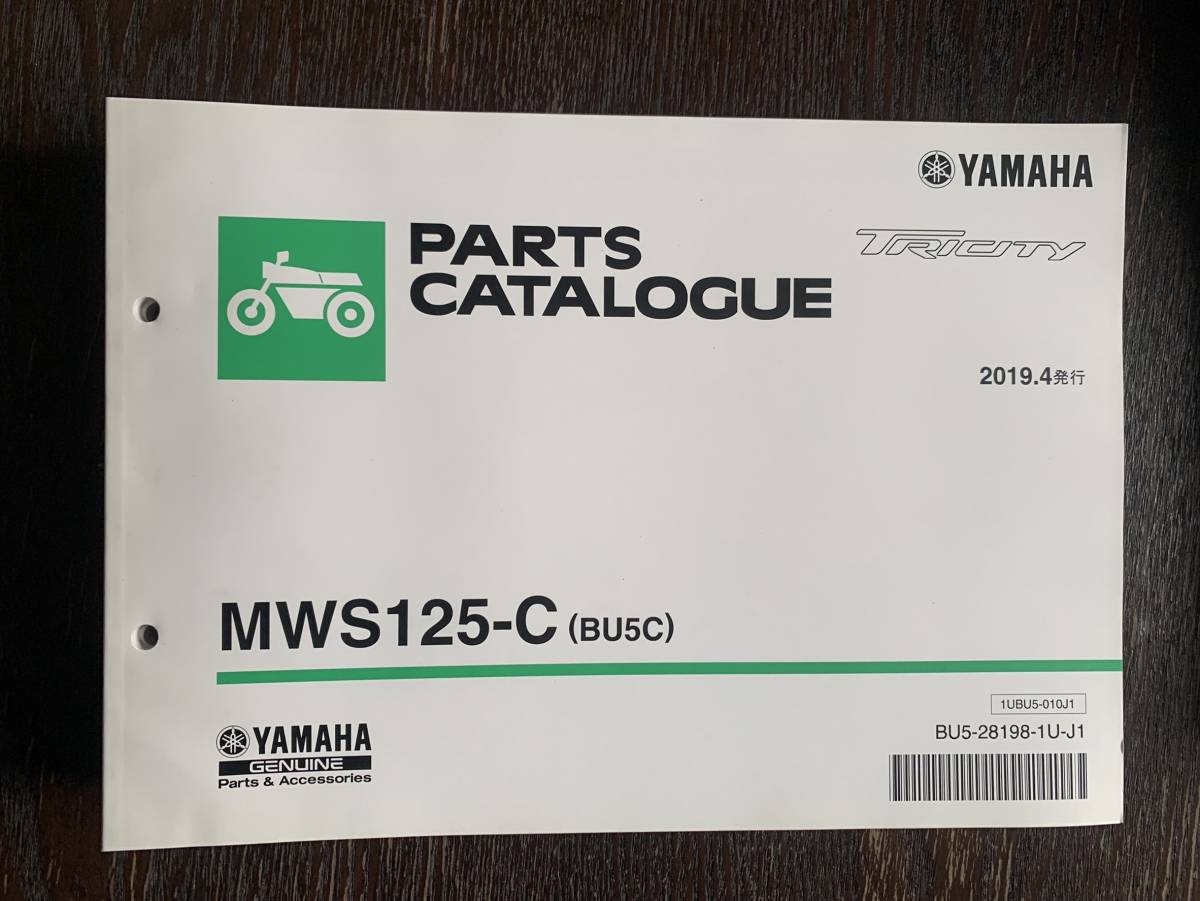 YAMAHA
PARTS
CATALOGUE
TRICITY
2019.4発行
MWS125-C (BU5C)
1UBU5-010J1
BU5-28198-1U-J1
YAMAHA
GENUINE
Parts & Accessories